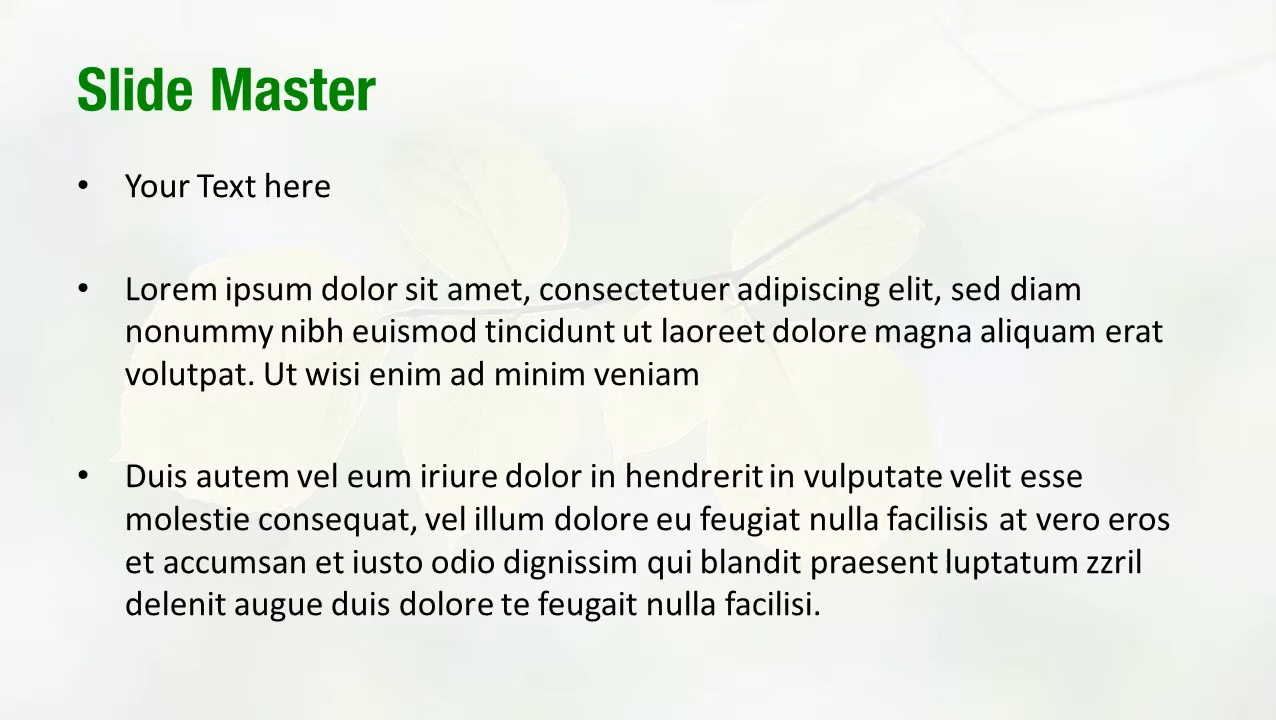 Slide Master
• Your Text here
• Lorem ipsum dolor sit amet, consectetuer adipiscing elit, sed diam
nonummy nibh euismod tincidunt ut laoreet dolore magna aliquam erat
volutpat. Ut wisi enim ad minim veniam
• Duis autem vel eum iriure dolor in hendrerit in vulputate velit esse
molestie consequat, vel illum dolore eu feugiat nulla facilisis at vero eros
et accumsan et iusto odio dignissim qui blandit praesent luptatum zzril
delenit augue duis dolore te feugait nulla facilisi.